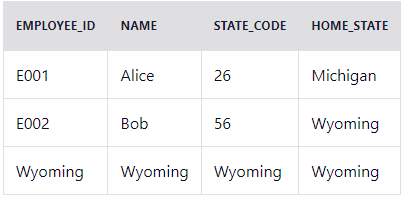 EMPLOYEE_ID NAME STATE_CODE HOME_STATE
E001 Alice 26 Michigan
E002 Bob 56 Wyoming
Wyoming Wyoming Wyoming Wyoming